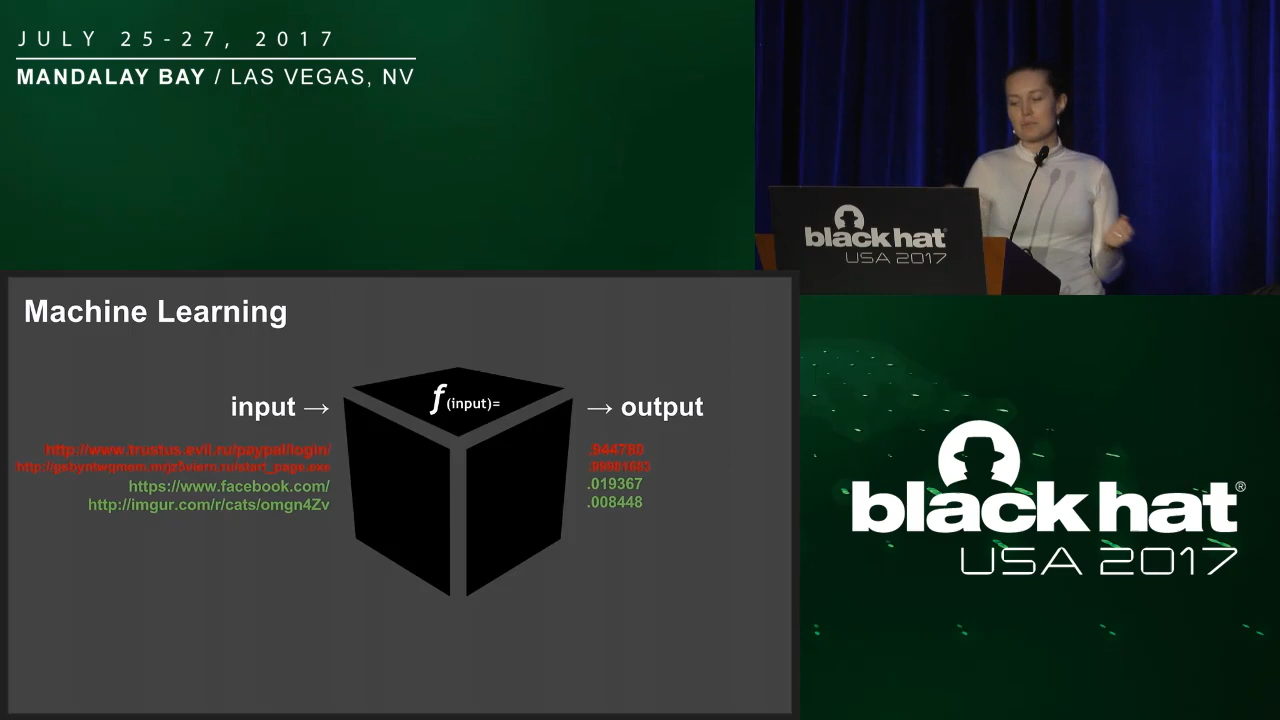 JULY 25-27, 2017
MANDALAY BAY / LAS VEGAS, NV
black hat®
USA 2017
Machine Learning
input →
f(input)=
→ output
http://www.trustus.evil.ru/paypal/login/
.944780
.99981683
https://www.facebook.com/
.019367
http://imgur.com/r/cats/omgn4Zv
.008448
black hat®
USA 2017